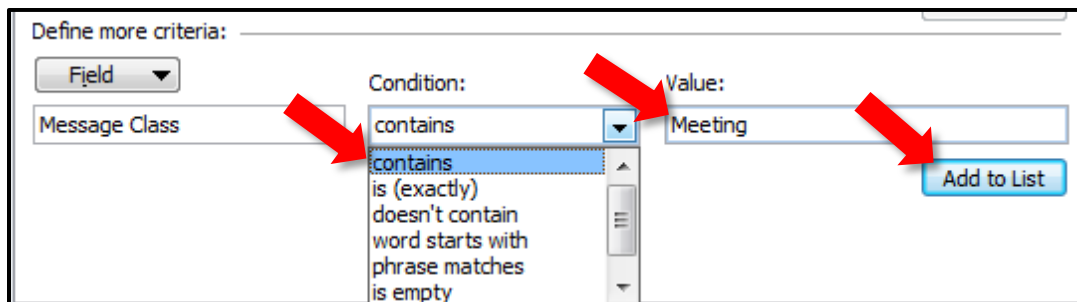 Define more criteria:
Field
Condition:
Value:
Message Class
contains
Meeting
contains
is (exactly)
doesn't contain
word starts with
phrase matches
is empty
Add to List